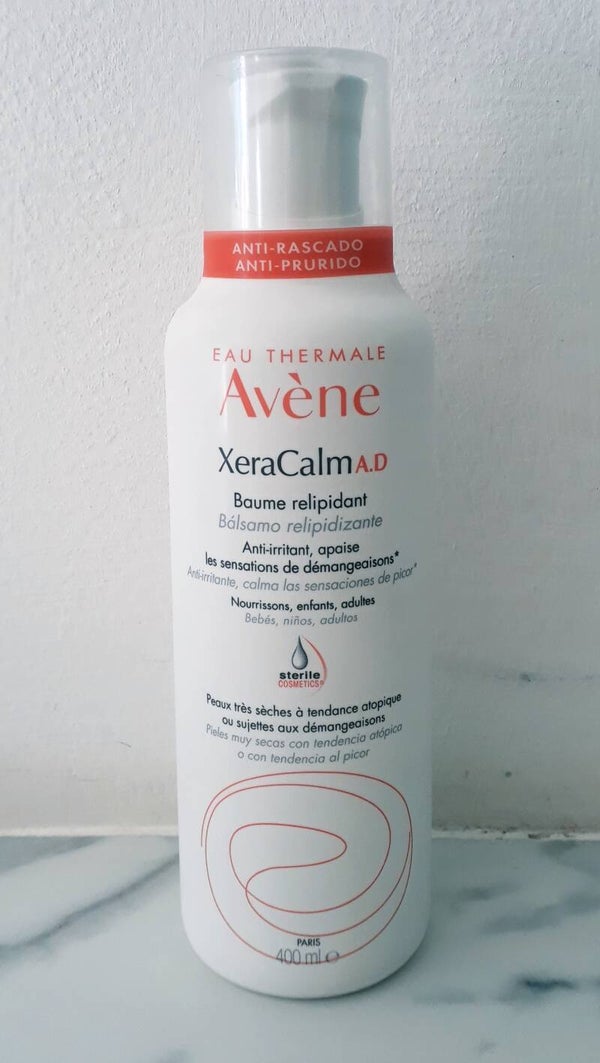 ANTI-RASCADO
ANTI-PRURIDO
EAU THERMALE
Avène
XeraCalm A.D
Baume relipidant
Bálsamo relipidizante
Anti-irritant, apaise
les sensations de démangeaisons*
Anti-irritante, calma las sensaciones de picor*
Nourrissons, enfants, adultes
Bebés, niños, adultos
sterile
COSMETICS®
Peaux très sèches à tendance atopique
ou sujettes aux démangeaisons
Pieles muy secas con tendencia atópica
o con tendencia al picor
PARIS
400 ml ℮